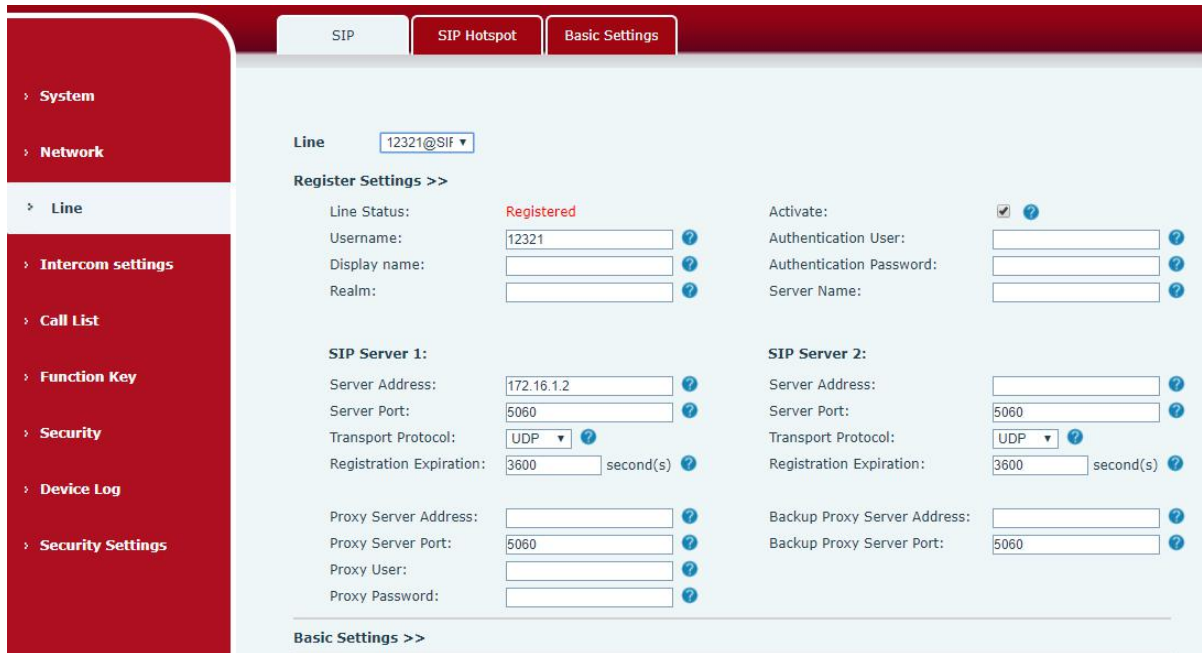 SIP
SIP Hotspot
Basic Settings
System
Network
Line
Intercom settings
Call List
Function Key
Security
Device Log
Security Settings
Line 12321@SIF
Register Settings >>
Line Status: Registered Activate:
Username: 12321 Authentication User:
Display name: Authentication Password:
Realm: Server Name:
SIP Server 1: SIP Server 2:
Server Address: 172.16.1.2 Server Address:
Server Port: 5060 Server Port: 5060
Transport Protocol: UDP Transport Protocol: UDP
Registration Expiration: 3600 second(s) Registration Expiration: 3600 second(s)
Proxy Server Address: Backup Proxy Server Address:
Proxy Server Port: 5060 Backup Proxy Server Port: 5060
Proxy User:
Proxy Password:
Basic Settings >>